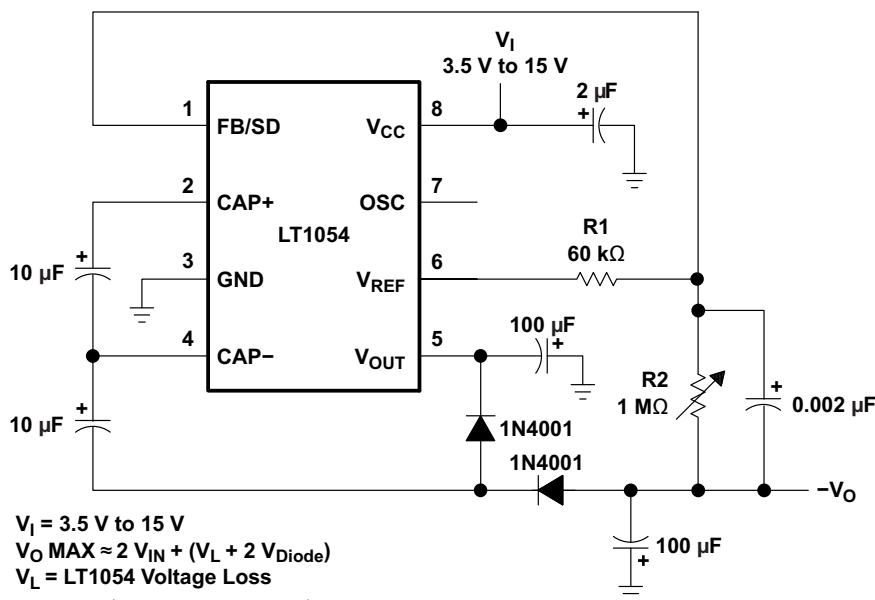 V_I
3.5 V to 15 V
2 µF
+
1
FB/SD
V_CC
8
2
CAP+
OSC
7
LT1054
R1
60 kΩ
+
10 µF
3
GND
V_REF
6
100 µF
+
4
CAP−
V_OUT
5
R2
1 MΩ
+
0.002 µF
+
10 µF
1N4001
1N4001
−V_O
+
100 µF
V_I = 3.5 V to 15 V
V_O MAX ≈ 2 V_IN + (V_L + 2 V_Diode)
V_L = LT1054 Voltage Loss